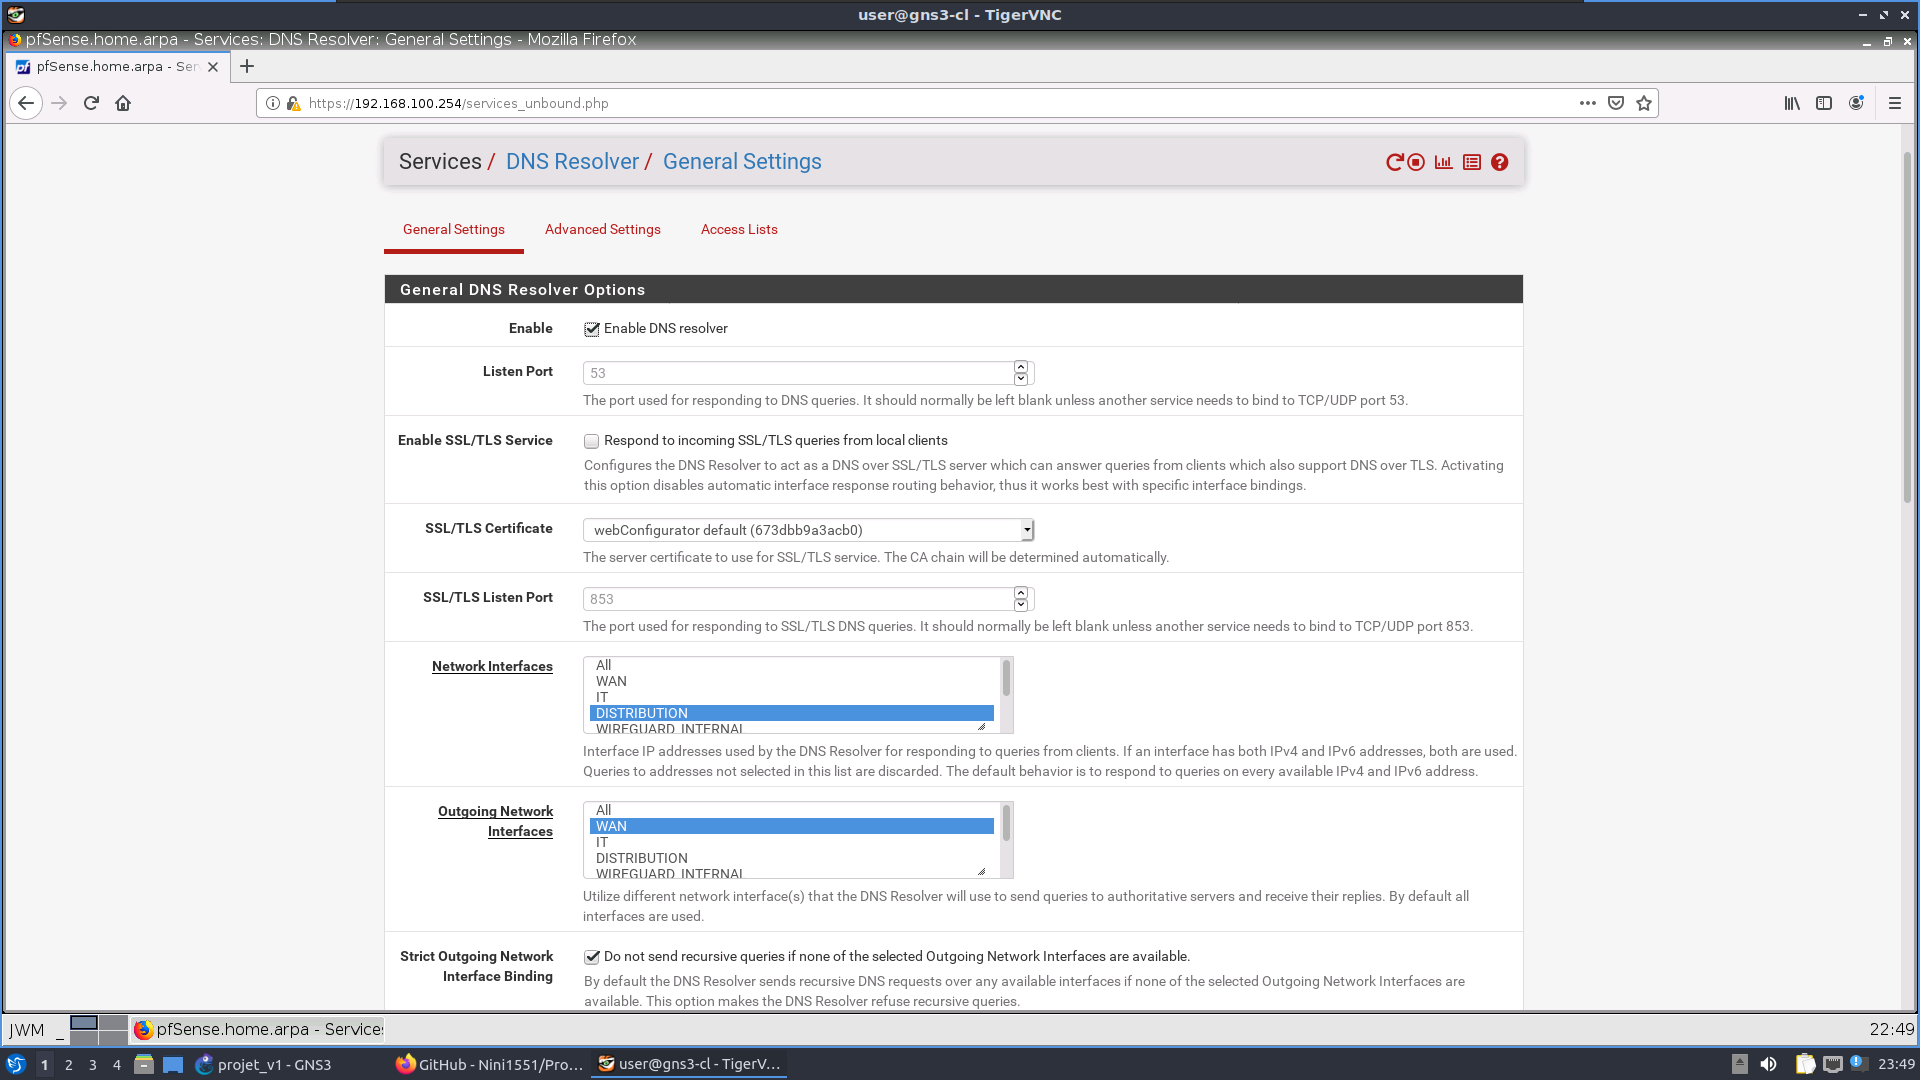 user@gns3-cl - TigerVNC
pfSense.home.arpa - Services: DNS Resolver: General Settings - Mozilla Firefox
pfSense.home.arpa - Ser
https://192.168.100.254/services_unbound.php
Services / DNS Resolver / General Settings
General Settings
Advanced Settings
Access Lists
General DNS Resolver Options
Enable
Enable DNS resolver
Listen Port
53
The port used for responding to DNS queries. It should normally be left blank unless another service needs to bind to TCP/UDP port 53.
Enable SSL/TLS Service
Respond to incoming SSL/TLS queries from local clients
Configures the DNS Resolver to act as a DNS over SSL/TLS server which can answer queries from clients which also support DNS over TLS. Activating
this option disables automatic interface response routing behavior, thus it works best with specific interface bindings.
SSL/TLS Certificate
webConfigurator default (673dbb9a3acb0)
The server certificate to use for SSL/TLS service. The CA chain will be determined automatically.
SSL/TLS Listen Port
853
The port used for responding to SSL/TLS DNS queries. It should normally be left blank unless another service needs to bind to TCP/UDP port 853.
Network Interfaces
All
WAN
IT
DISTRIBUTION
WIREGUARD_INTERNAL
Interface IP addresses used by the DNS Resolver for responding to queries from clients. If an interface has both IPv4 and IPv6 addresses, both are used.
Queries to addresses not selected in this list are discarded. The default behavior is to respond to queries on every available IPv4 and IPv6 address.
Outgoing Network
Interfaces
All
WAN
IT
DISTRIBUTION
WIREGUARD_INTERNAL
Utilize different network interface(s) that the DNS Resolver will use to send queries to authoritative servers and receive their replies. By default all
interfaces are used.
Strict Outgoing Network
Interface Binding
Do not send recursive queries if none of the selected Outgoing Network Interfaces are available.
By default the DNS Resolver sends recursive DNS requests over any available interfaces if none of the selected Outgoing Network Interfaces are
available. This option makes the DNS Resolver refuse recursive queries.
JWM
_
pfSense.home.arpa - Services
22:49
1 2 3 4
projet_v1 - GNS3
GitHub - Nini1551/Pro...
user@gns3-cl - TigerV...
23:49